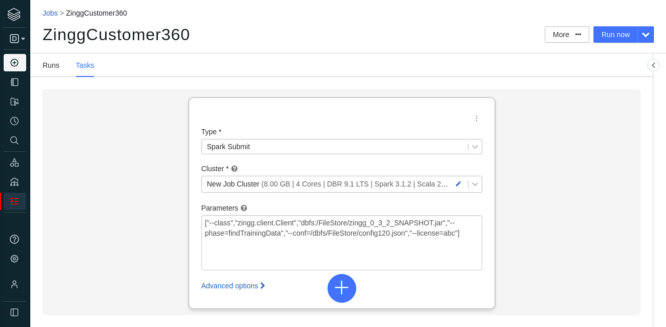 Jobs > ZinggCustomer360
ZinggCustomer360
More
Run now
Runs
Tasks
Type *
Spark Submit
Cluster *
New Job Cluster (8.00 GB | 4 Cores | DBR 9.1 LTS | Spark 3.1.2 | Scala 2...
Parameters
["--class","zingg.client.Client","dbfs:/FileStore/zingg_0_3_2_SNAPSHOT.jar","--
phase=findTrainingData","--conf=/dbfs/FileStore/config120.json","--license=abc"]
Advanced options